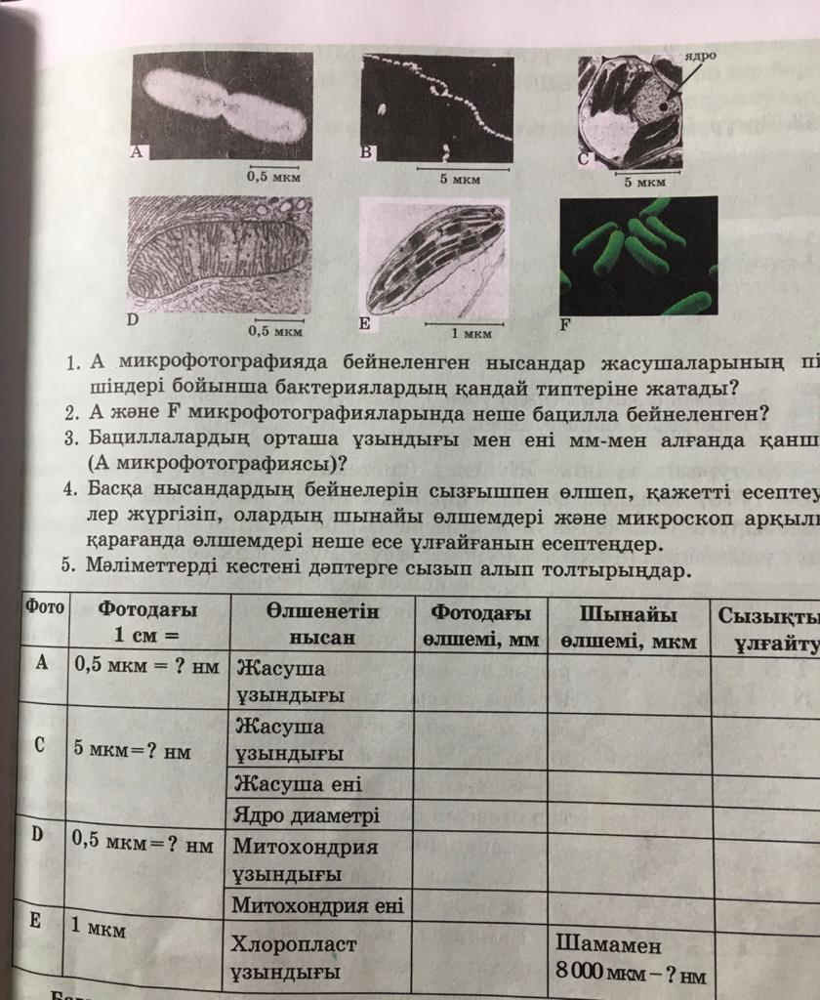 ядро
A
0,5 мкм
B
5 мкм
C
5 мкм
D
0,5 мкм
E
1 мкм
F
1. А микрофотографияда бейнеленген нысандар жасушаларының пі
шіндері бойынша бактериялардың қандай типтеріне жатады?
2. А және F микрофотографияларында неше бацилла бейнеленген?
3. Бациллалардың орташа ұзындығы мен ені мм-мен алғанда қанш
(А микрофотографиясы)?
4. Басқа нысандардың бейнелерін сызғышпен өлшеп, қажетті есептеу
лер жүргізіп, олардың шынайы өлшемдері және микроскоп арқылы
қарағанда өлшемдері неше есе ұлғайғанын есептеңдер.
5. Мәліметтерді кестені дәптерге сызып алып толтырыңдар.
Фото
Фотодағы
1 см =
Өлшенетін
нысан
Фотодағы
өлшемі, мм
Шынайы
өлшемі, мкм
Сызықты
ұлғайту
A
0,5 мкм = ? нм
Жасуша
ұзындығы
C
5 мкм=? нм
Жасуша
ұзындығы
Жасуша ені
Ядро диаметрі
D
0,5 мкм=? нм
Митохондрия
ұзындығы
Митохондрия ені
E
1 мкм
Хлоропласт
ұзындығы
Шамамен
8 000 мкм – ? нм